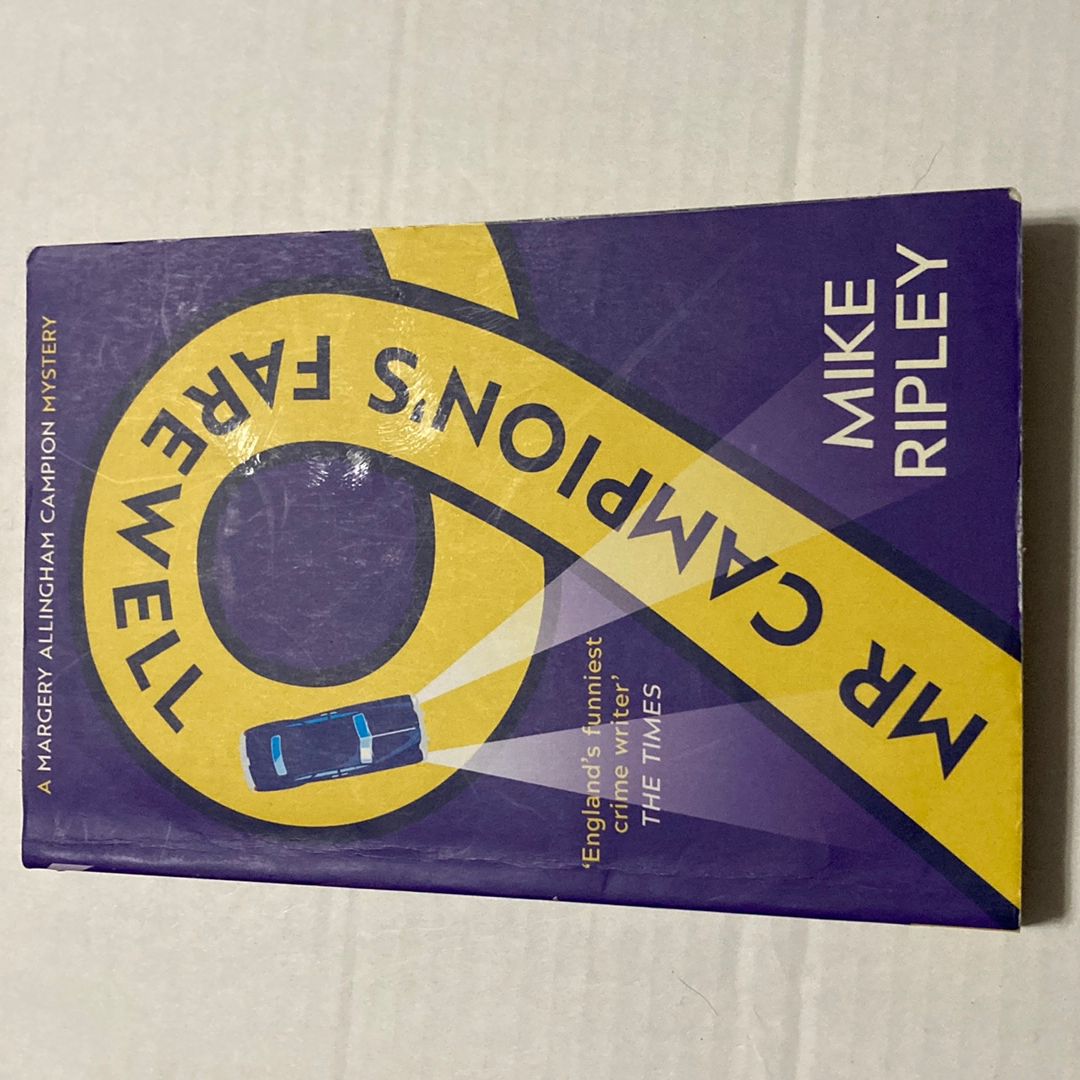 A MARGERY ALLINGHAM CAMPION MYSTERY
MR CAMPION'S FAREWELL
'England's funniest
crime writer'
THE TIMES
MIKE
RIPLEY